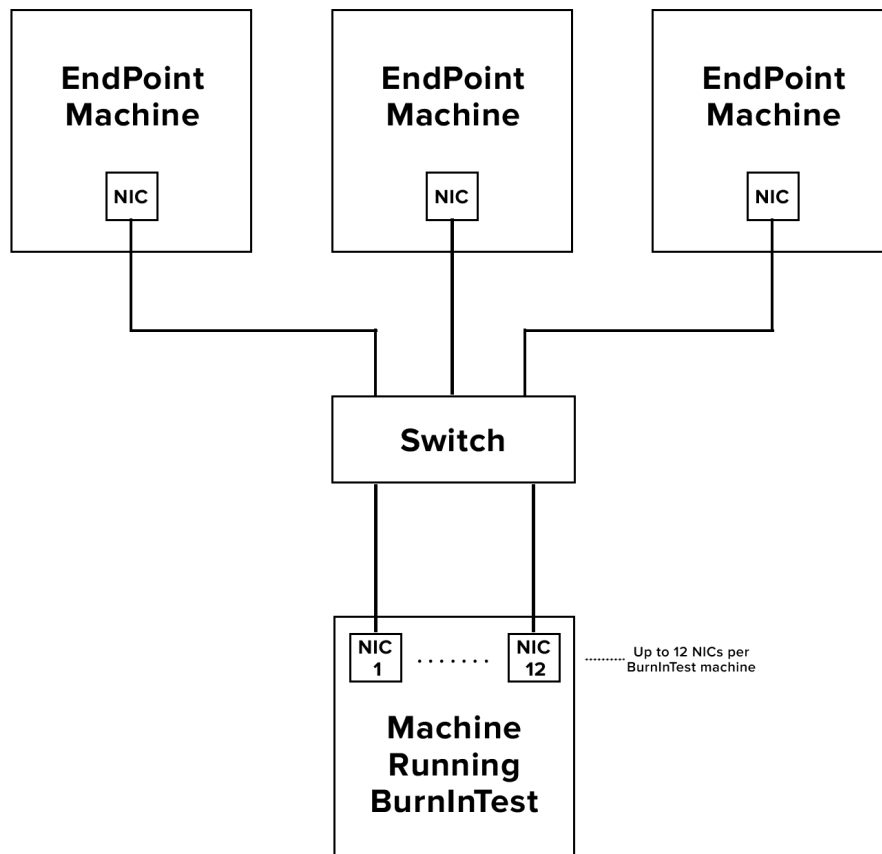 EndPoint
Machine
EndPoint
Machine
EndPoint
Machine
NIC
NIC
NIC
Switch
NIC
1
.......
NIC
12
Up to 12 NICs per
BurnInTest machine
Machine
Running
BurnInTest